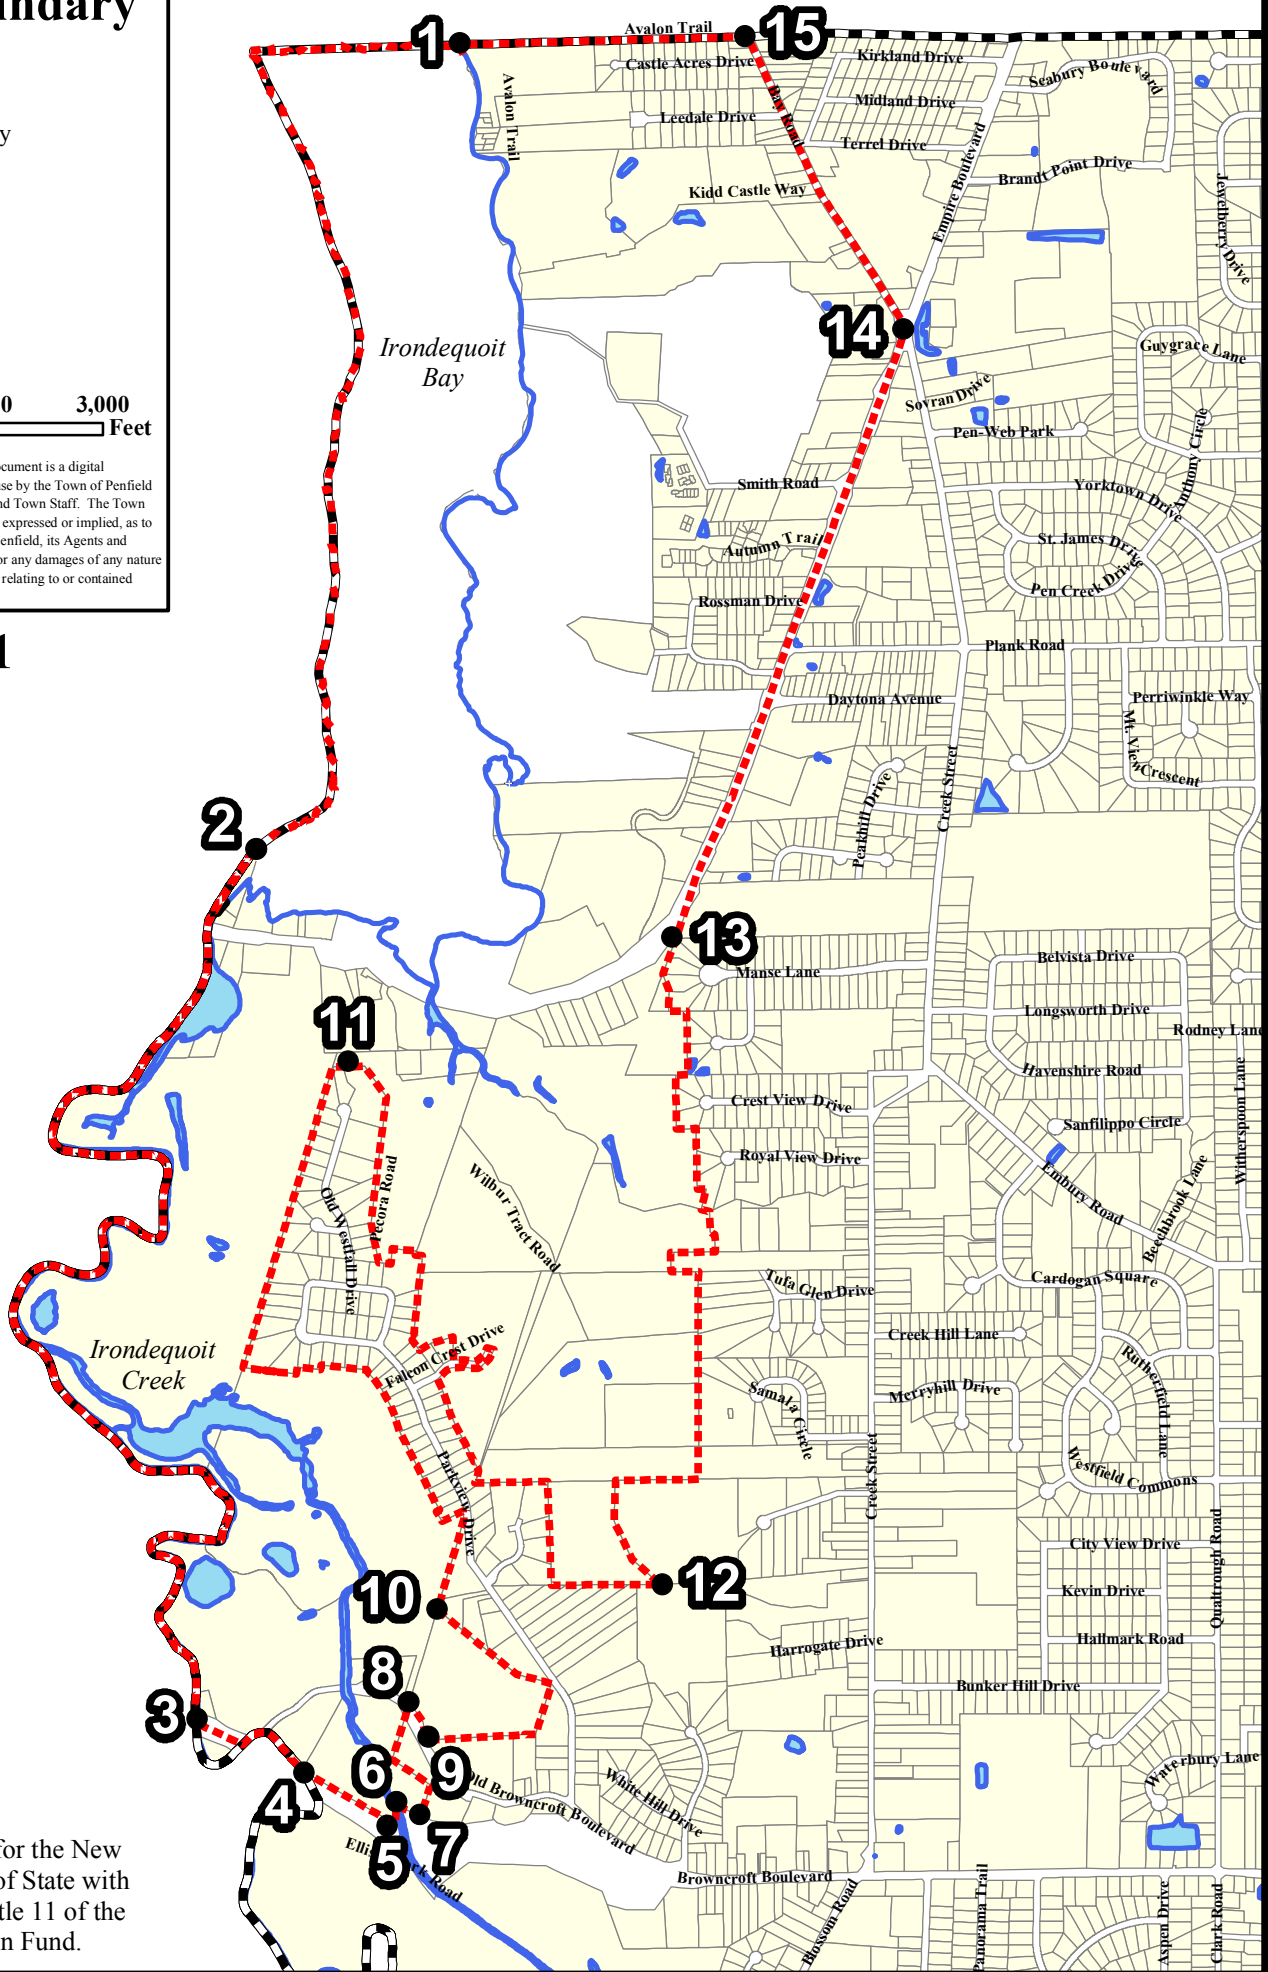 ndary
y
0 3,000
Feet
ocument is a digital
se by the Town of Penfield
nd Town Staff. The Town
expressed or implied, as to
enfield, its Agents and
or any damages of any nature
relating to or contained
1
for the New
of State with
tle 11 of the
n Fund.
1
15
Avalon Trail
Castle Acres Drive
Kirkland Drive
Seabury Boulevard
Avalon Trail
Bay Road
Midland Drive
Leedale Drive
Terrel Drive
Empire Boulevard
Brandt Point Drive
Jewelberry Drive
Kidd Castle Way
14
Irondequoit
Bay
Guygrace Lane
Sovran Drive
Pen-Web Park
Anthony Circle
Smith Road
Yorktown Drive
Autumn Trail
St. James Drive
Pen Creek Drive
Rossman Drive
Plank Road
Daytona Avenue
Perriwinkle Way
Mt. View Crescent
Creek Street
Peakhill Drive
2
13
Manse Lane
Belvista Drive
Longsworth Drive
Rodney Lane
11
Havenshire Road
Crest View Drive
Sanfilippo Circle
Witherspoon Lane
Royal View Drive
Embury Road
Beechbrook Lane
Pecora Road
Wilbur Tract Road
Old Westfall Drive
Tufa Glen Drive
Cardogan Square
Creek Hill Lane
Irondequoit
Creek
Falcon Crest Drive
Rutherfield Lane
Merryhill Drive
Samala Circle
Parkview Drive
Creek Street
Westfield Commons
Quattrough Road
City View Drive
12
10
Kevin Drive
Hallmark Road
Harrogate Drive
8
Bunker Hill Drive
3
9
6
Waterbury Lane
4
Old Browncroft Boulevard
White Hill Drive
7
5
Browncroft Boulevard
Blossom Road
Panorama Trail
Aspen Drive
Clark Road